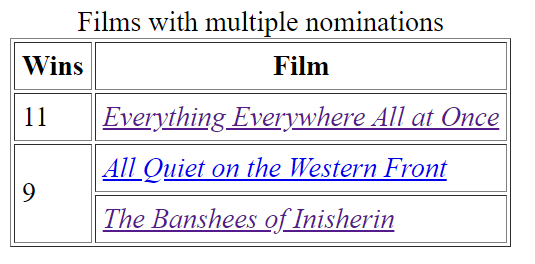 Films with multiple nominations
Wins Film
11 Everything Everywhere All at Once
9 All Quiet on the Western Front
The Banshees of Inisherin